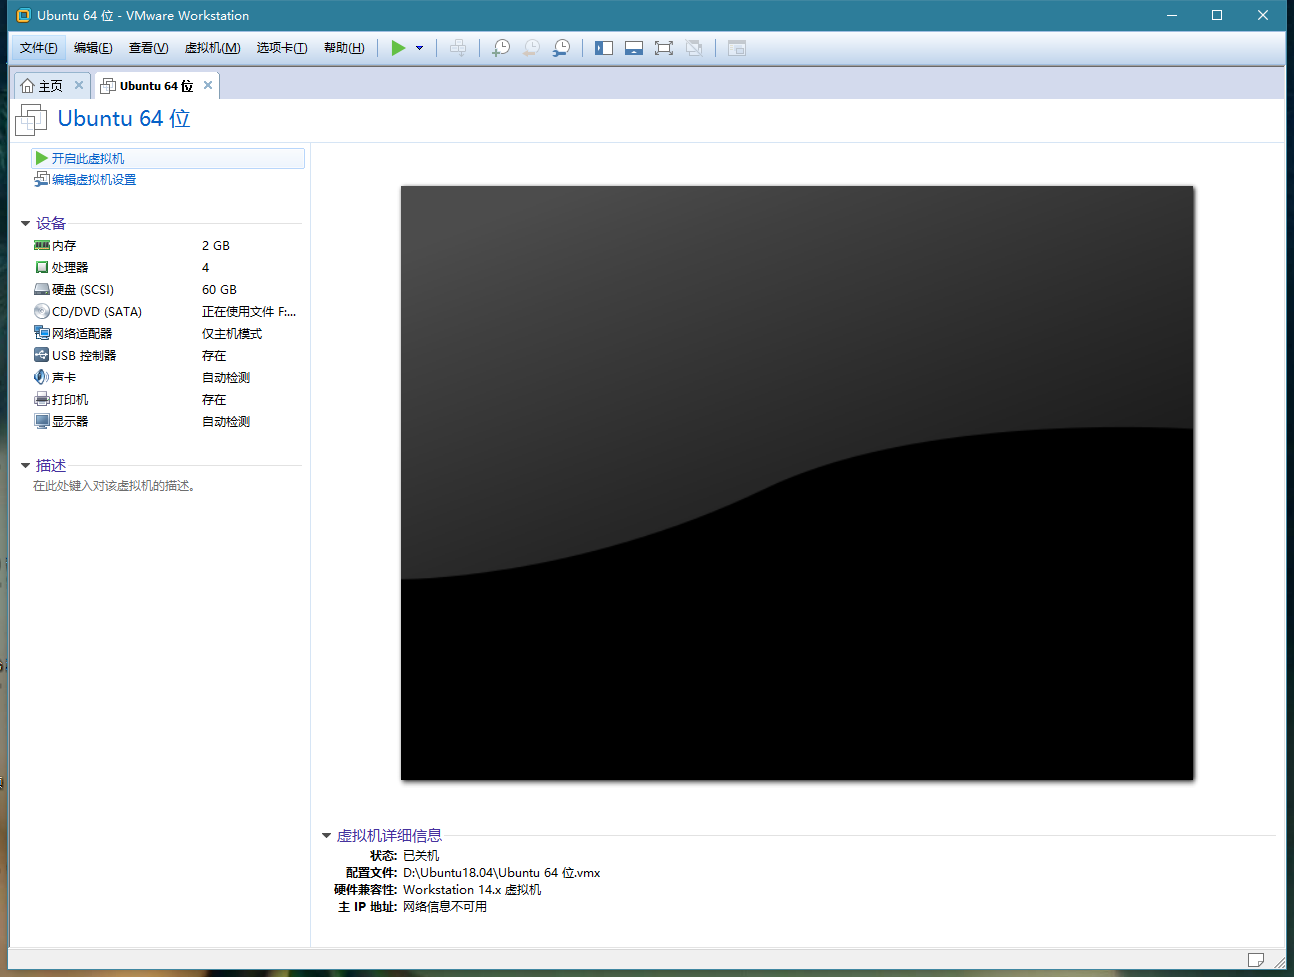 Ubuntu 64 位 - VMware Workstation
文件(F) 编辑(E) 查看(V) 虚拟机(M) 选项卡(T) 帮助(H)
主页 Ubuntu 64 位
Ubuntu 64 位
开启此虚拟机
编辑虚拟机设置
设备
内存 2 GB
处理器 4
硬盘 (SCSI) 60 GB
CD/DVD (SATA) 正在使用文件 F:...
网络适配器 仅主机模式
USB 控制器 存在
声卡 自动检测
打印机 存在
显示器 自动检测
描述
在此处键入对该虚拟机的描述。
虚拟机详细信息
状态: 已关机
配置文件: D:\Ubuntu18.04\Ubuntu 64 位.vmx
硬件兼容性: Workstation 14.x 虚拟机
主 IP 地址: 网络信息不可用